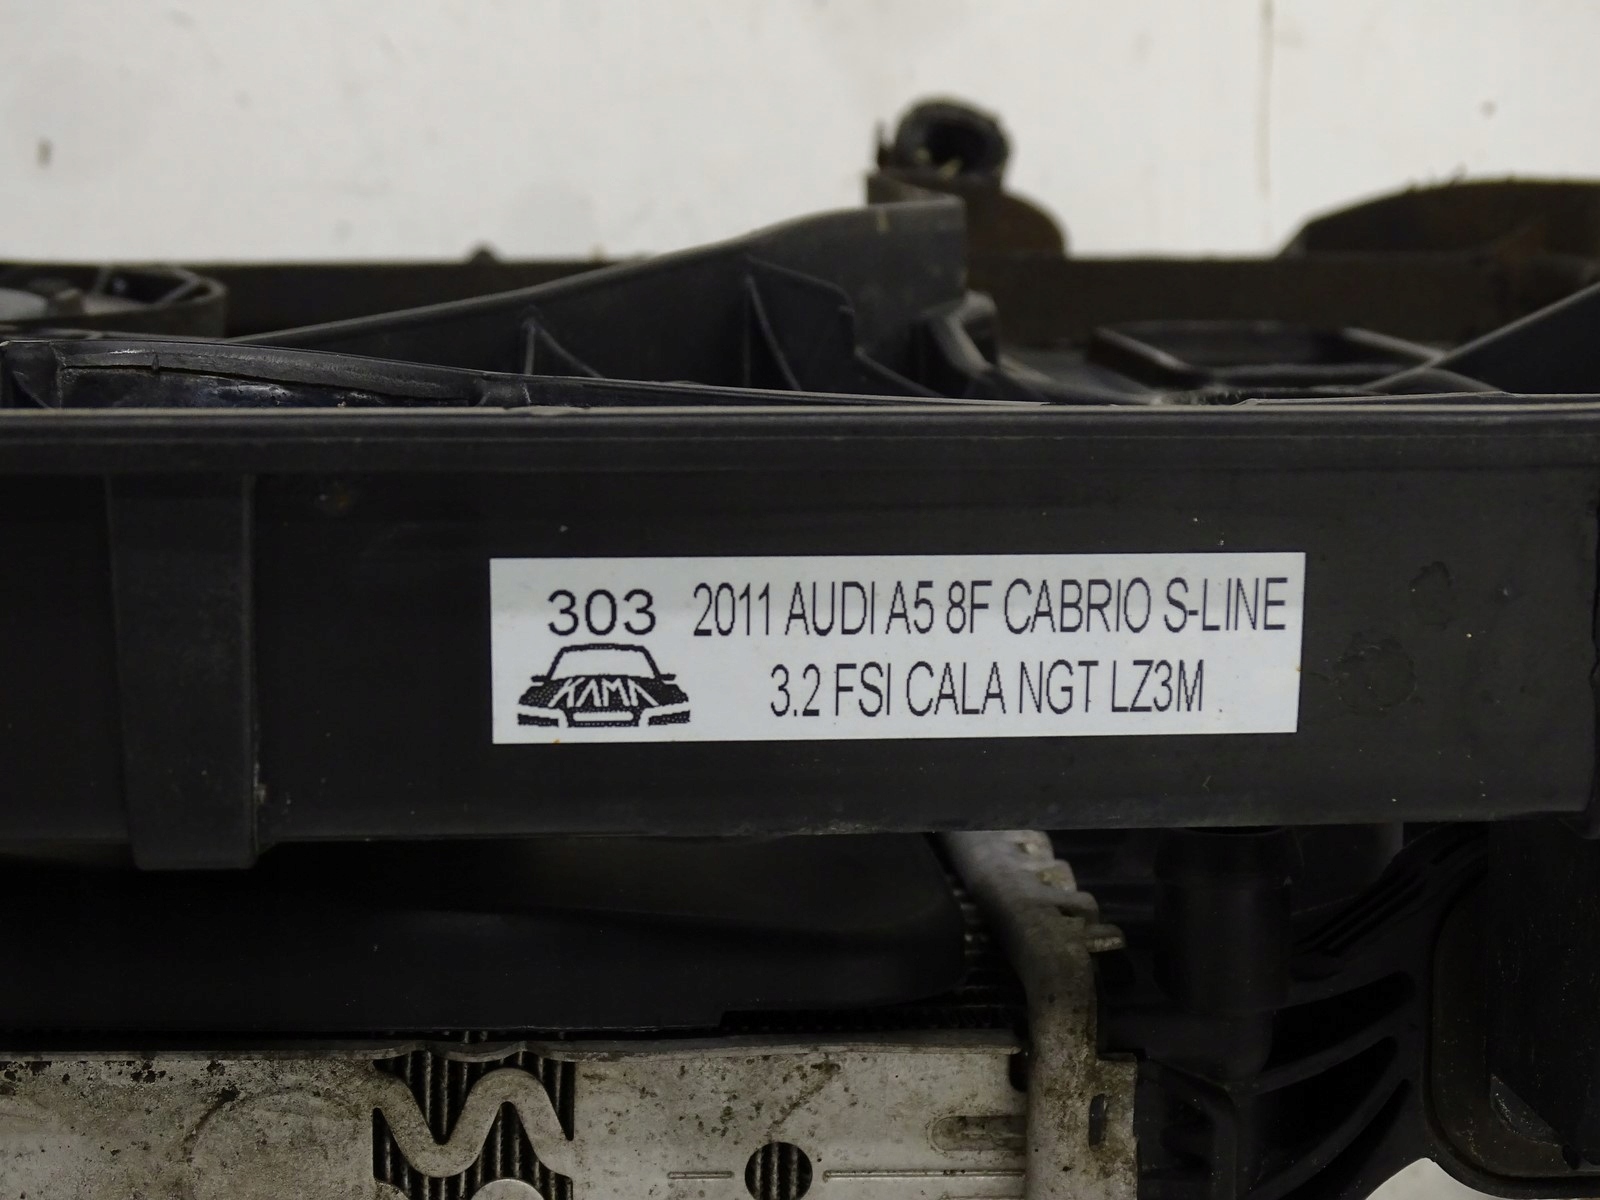 303 2011 AUDI A5 8F CABRIO S-LINE
KAMA 3.2 FSI CALA NGT LZ3M